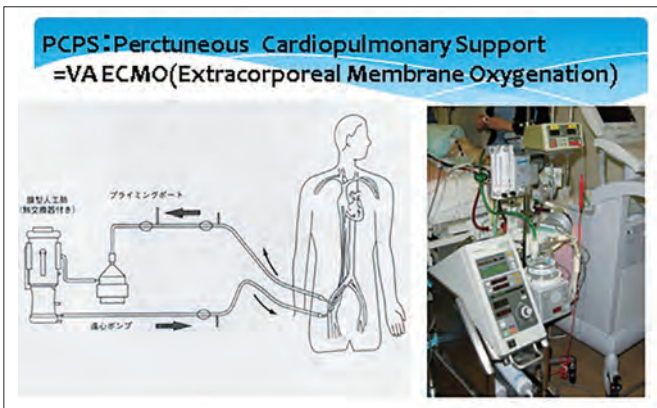 PCPS:Perctuneous Cardiopulmonary Support
=VA ECMO(Extracorporeal Membrane Oxygenation)
プライミングポート
膜型人工肺
(熱交換器付き)
遠心ポンプ